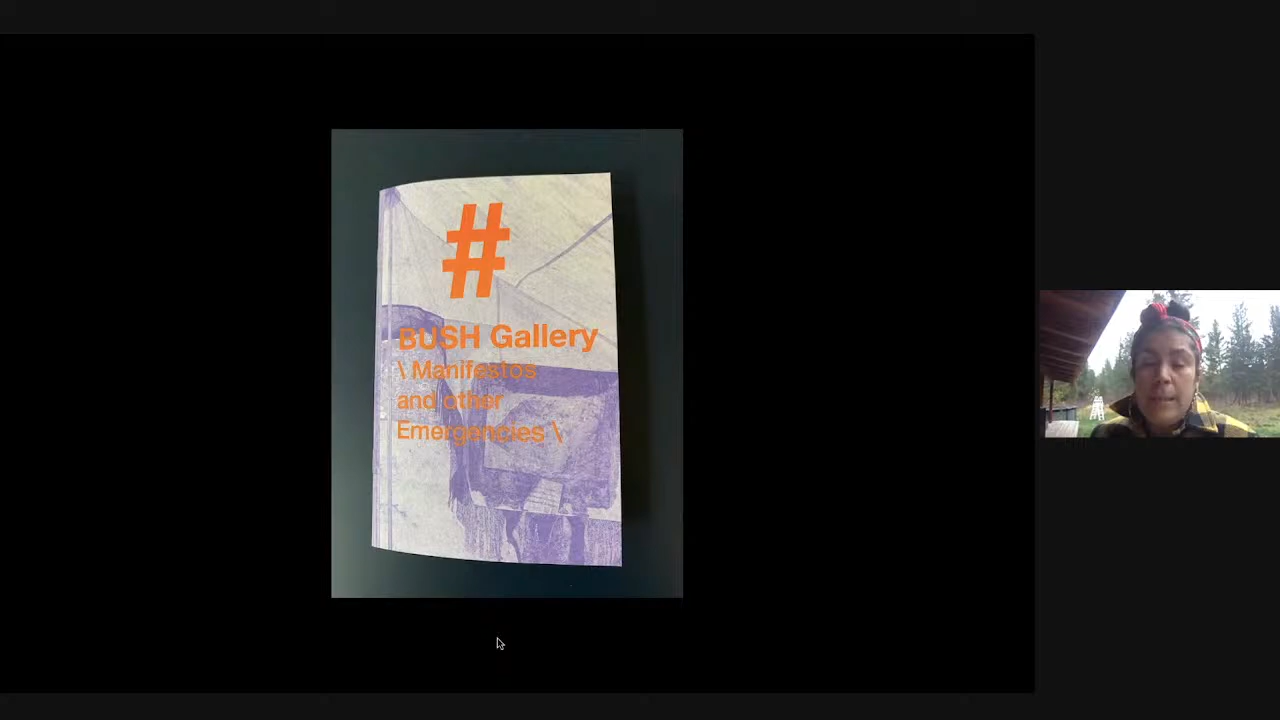 #
BUSH Gallery
\ Manifestos
and other
Emergencies \